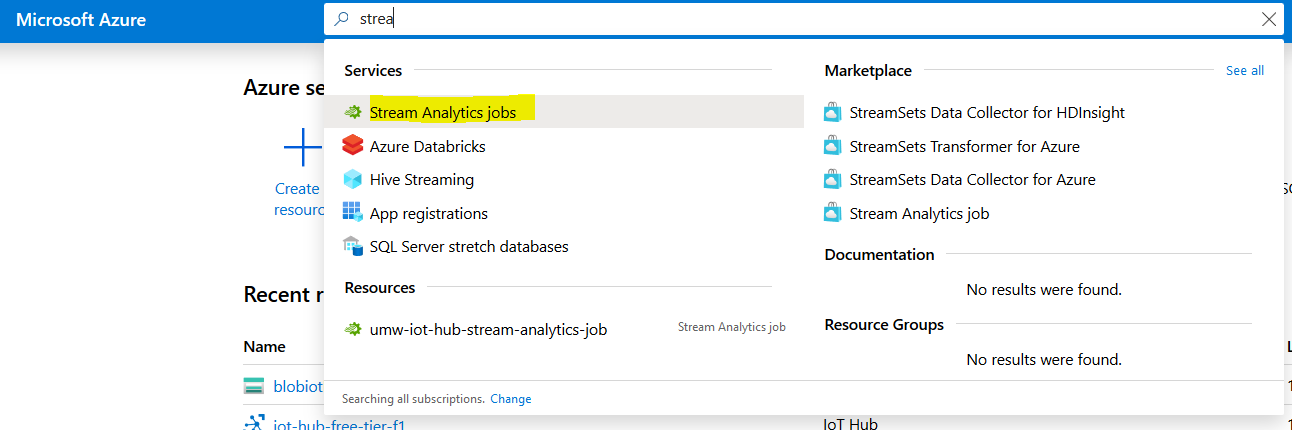 Microsoft Azure
strea
Azure se
Create
resourc
Recent r
Name
blobiot
iot-hub-free-tier-f1
Services
Stream Analytics jobs
Azure Databricks
Hive Streaming
App registrations
SQL Server stretch databases
Resources
umw-iot-hub-stream-analytics-job Stream Analytics job
Marketplace See all
StreamSets Data Collector for HDInsight
StreamSets Transformer for Azure
StreamSets Data Collector for Azure
Stream Analytics job
Documentation
No results were found.
Resource Groups
No results were found.
Searching all subscriptions. Change
IoT Hub